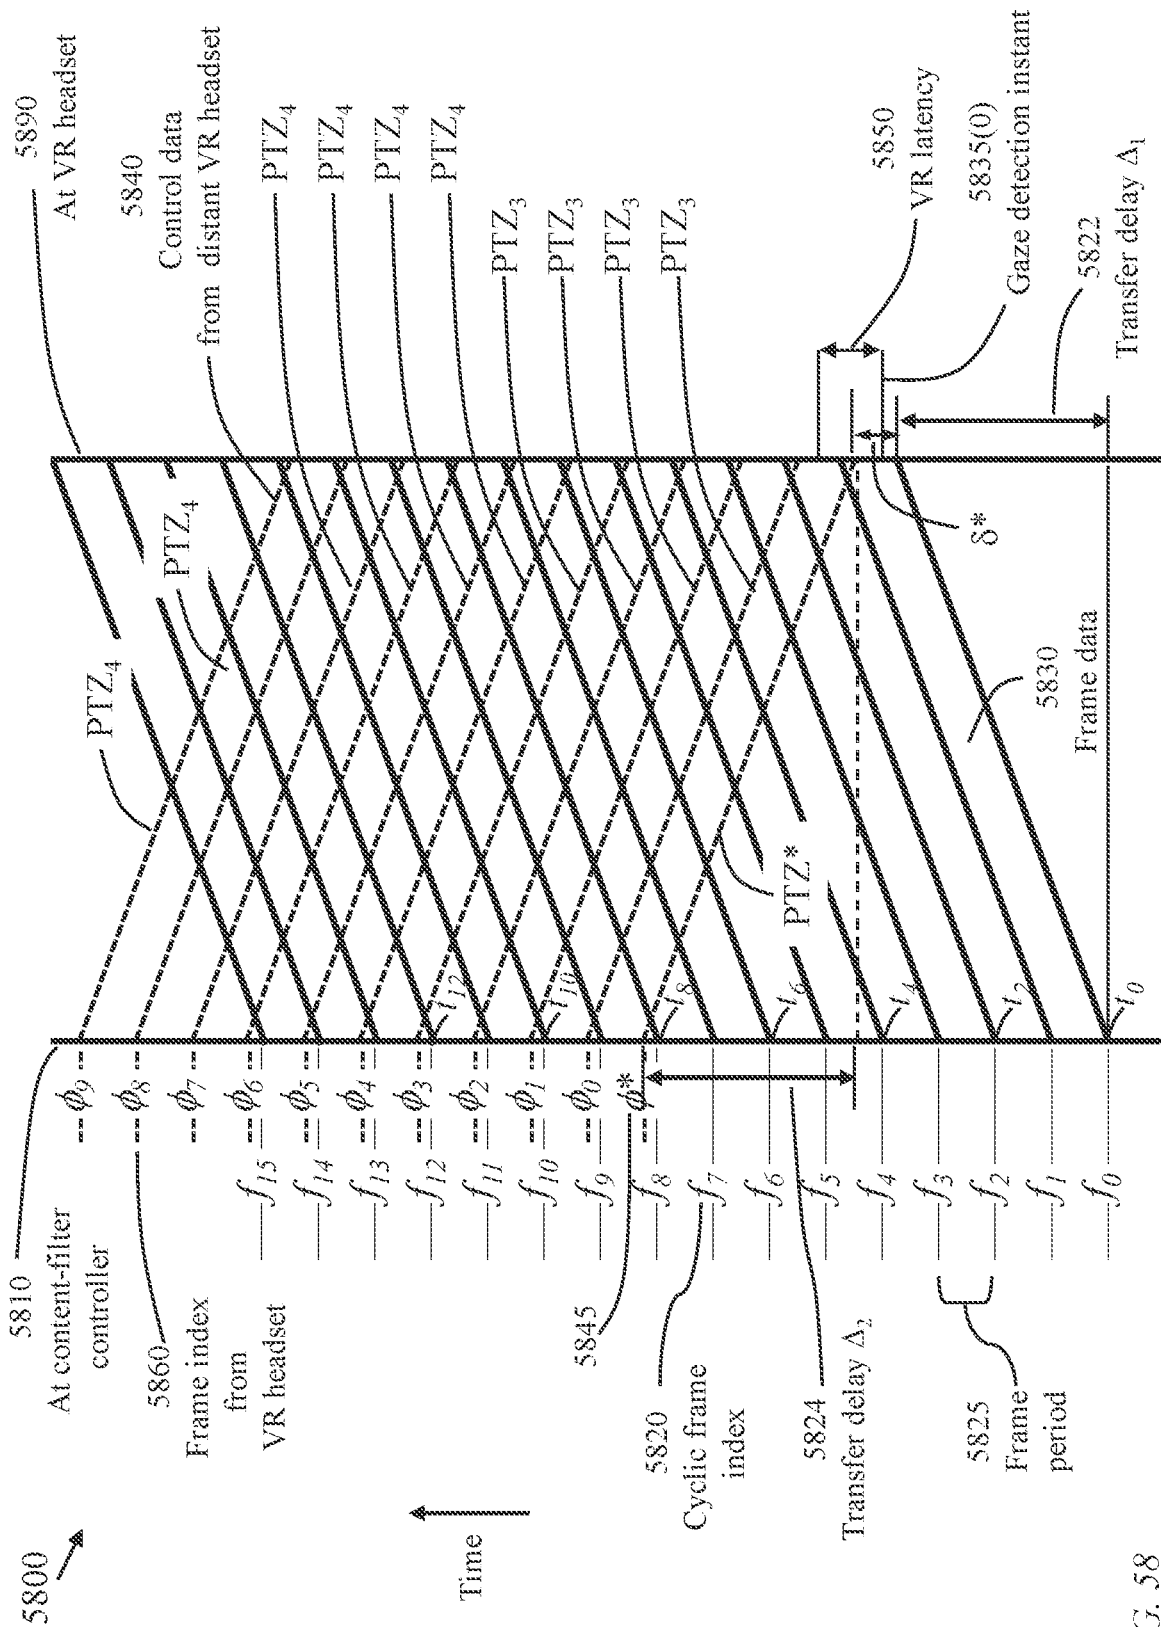 5800
Time
5810
At content-filter
controller
5860
Frame index
from
VR headset
5845
5820
Cyclic frame
index
5824
Transfer delay Δ₂
5825
Frame
period
ϕ₉
ϕ₈
ϕ₇
ϕ₆
ϕ₅
ϕ₄
ϕ₃
ϕ₂
ϕ₁
ϕ₀
ϕ*
f₁₅
f₁₄
f₁₃
f₁₂
f₁₁
f₁₀
f₉
f₈
f₇
f₆
f₅
f₄
f₃
f₂
f₁
f₀
t₁₂
t₁₀
t₈
t₆
t₄
t₂
t₀
PTZ₄
PTZ₄
PTZ*
5830
Frame data
δ*
5890
At VR headset
5840
Control data
from distant VR headset
PTZ₄
PTZ₄
PTZ₄
PTZ₄
PTZ₃
PTZ₃
PTZ₃
PTZ₃
5850
VR latency
5835(0)
Gaze detection instant
5822
Transfer delay Δ₁
G. 58